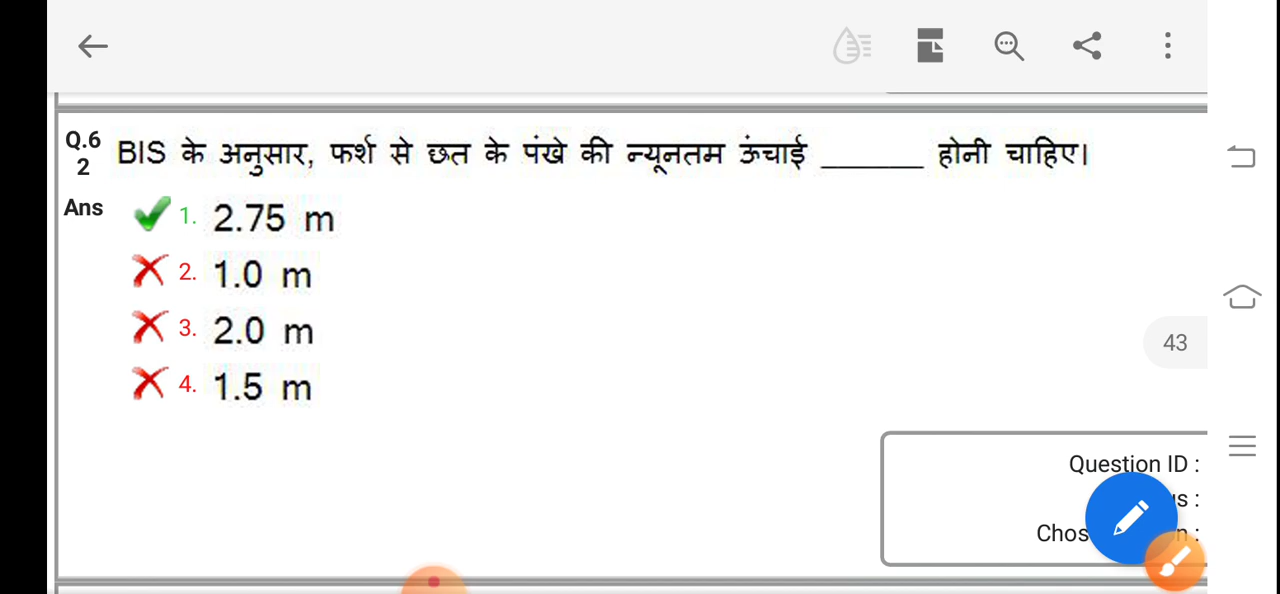 Q.6
2
BIS के अनुसार, फर्श से छत के पंखे की न्यूनतम ऊंचाई ______ होनी चाहिए।
Ans
1. 2.75 m
2. 1.0 m
3. 2.0 m
4. 1.5 m
43
Question ID :
us :
Chos n :